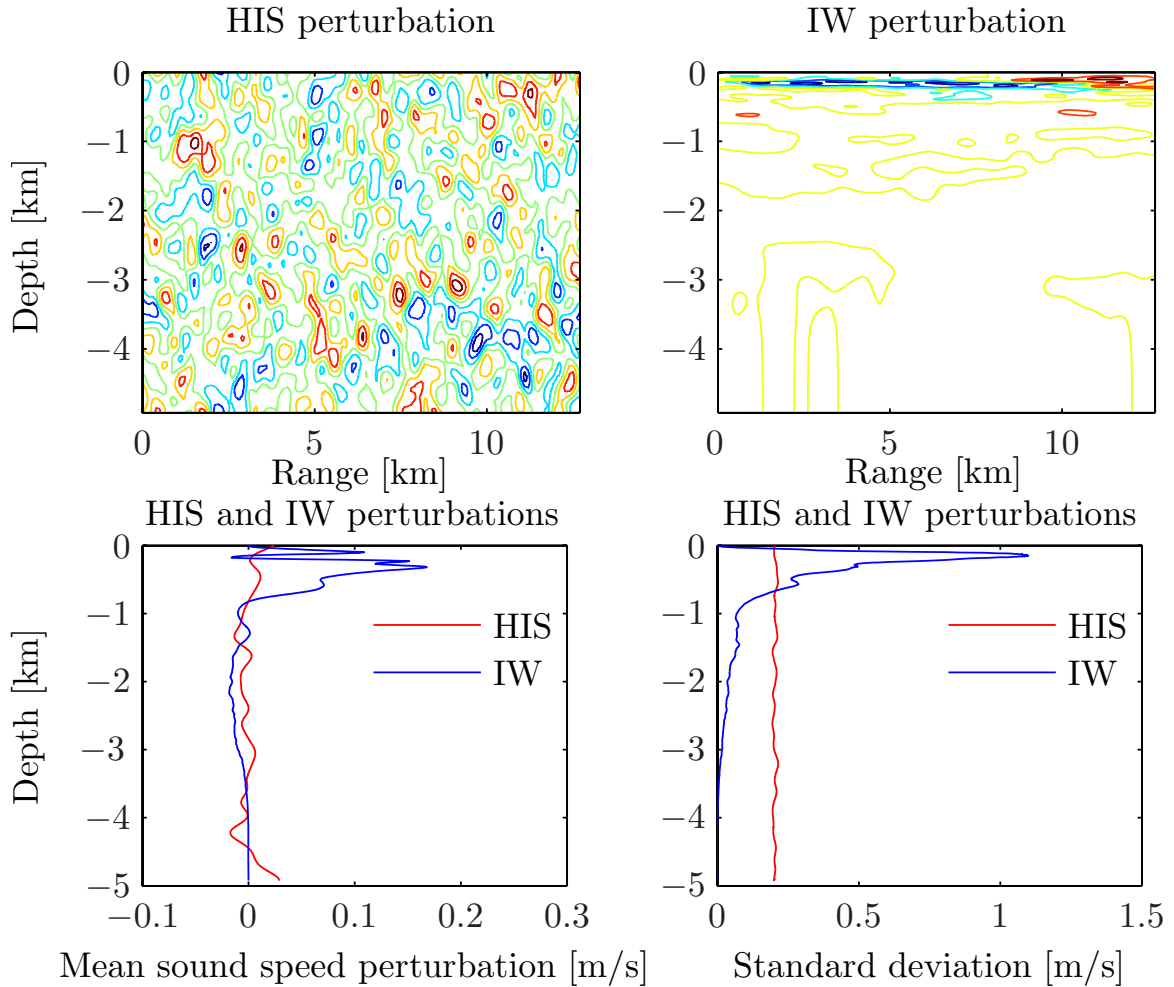 HIS perturbation
IW perturbation
0
−1
−2
−3
−4
Depth [km]
0 5 10
Range [km]
0
−1
−2
−3
−4
0 5 10
Range [km]
HIS and IW perturbations
HIS and IW perturbations
0
−1
−2
−3
−4
−5
Depth [km]
HIS
IW
−0.1 0 0.1 0.2 0.3
Mean sound speed perturbation [m/s]
0
−1
−2
−3
−4
−5
HIS
IW
0 0.5 1 1.5
Standard deviation [m/s]